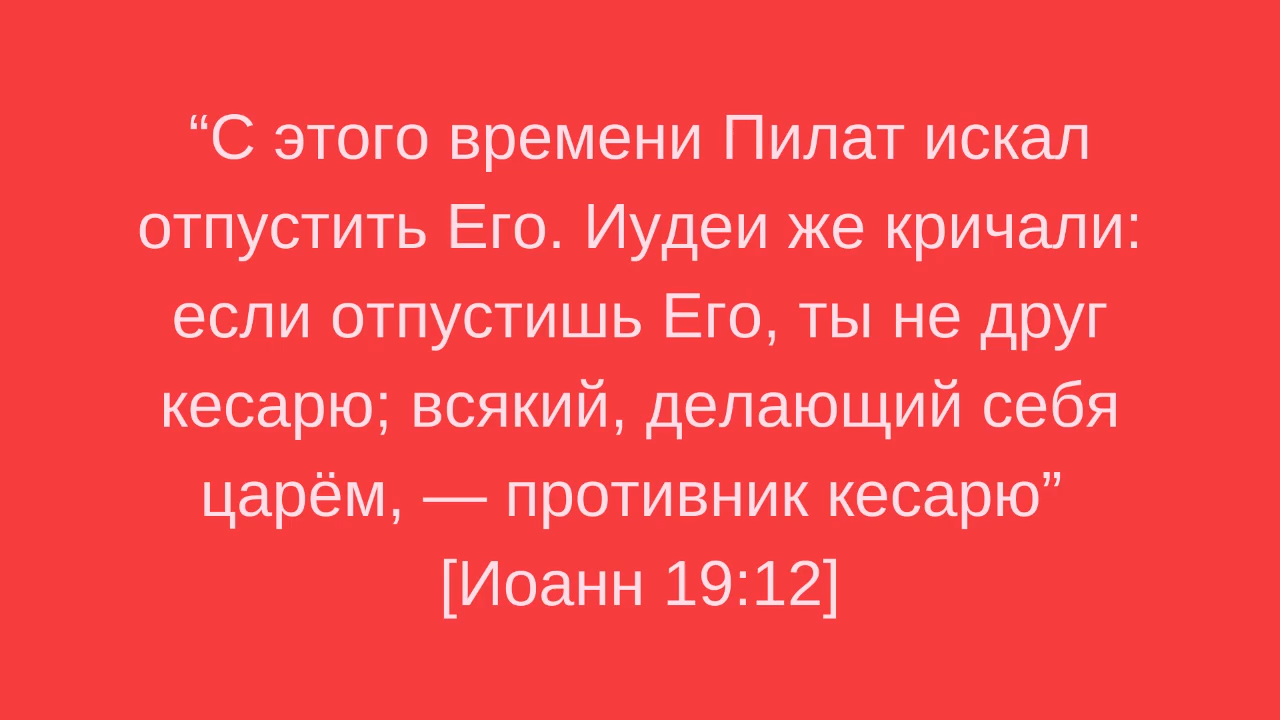 “С этого времени Пилат искал
отпустить Его. Иудеи же кричали:
если отпустишь Его, ты не друг
кесарю; всякий, делающий себя
царём, — противник кесарю”
[Иоанн 19:12]